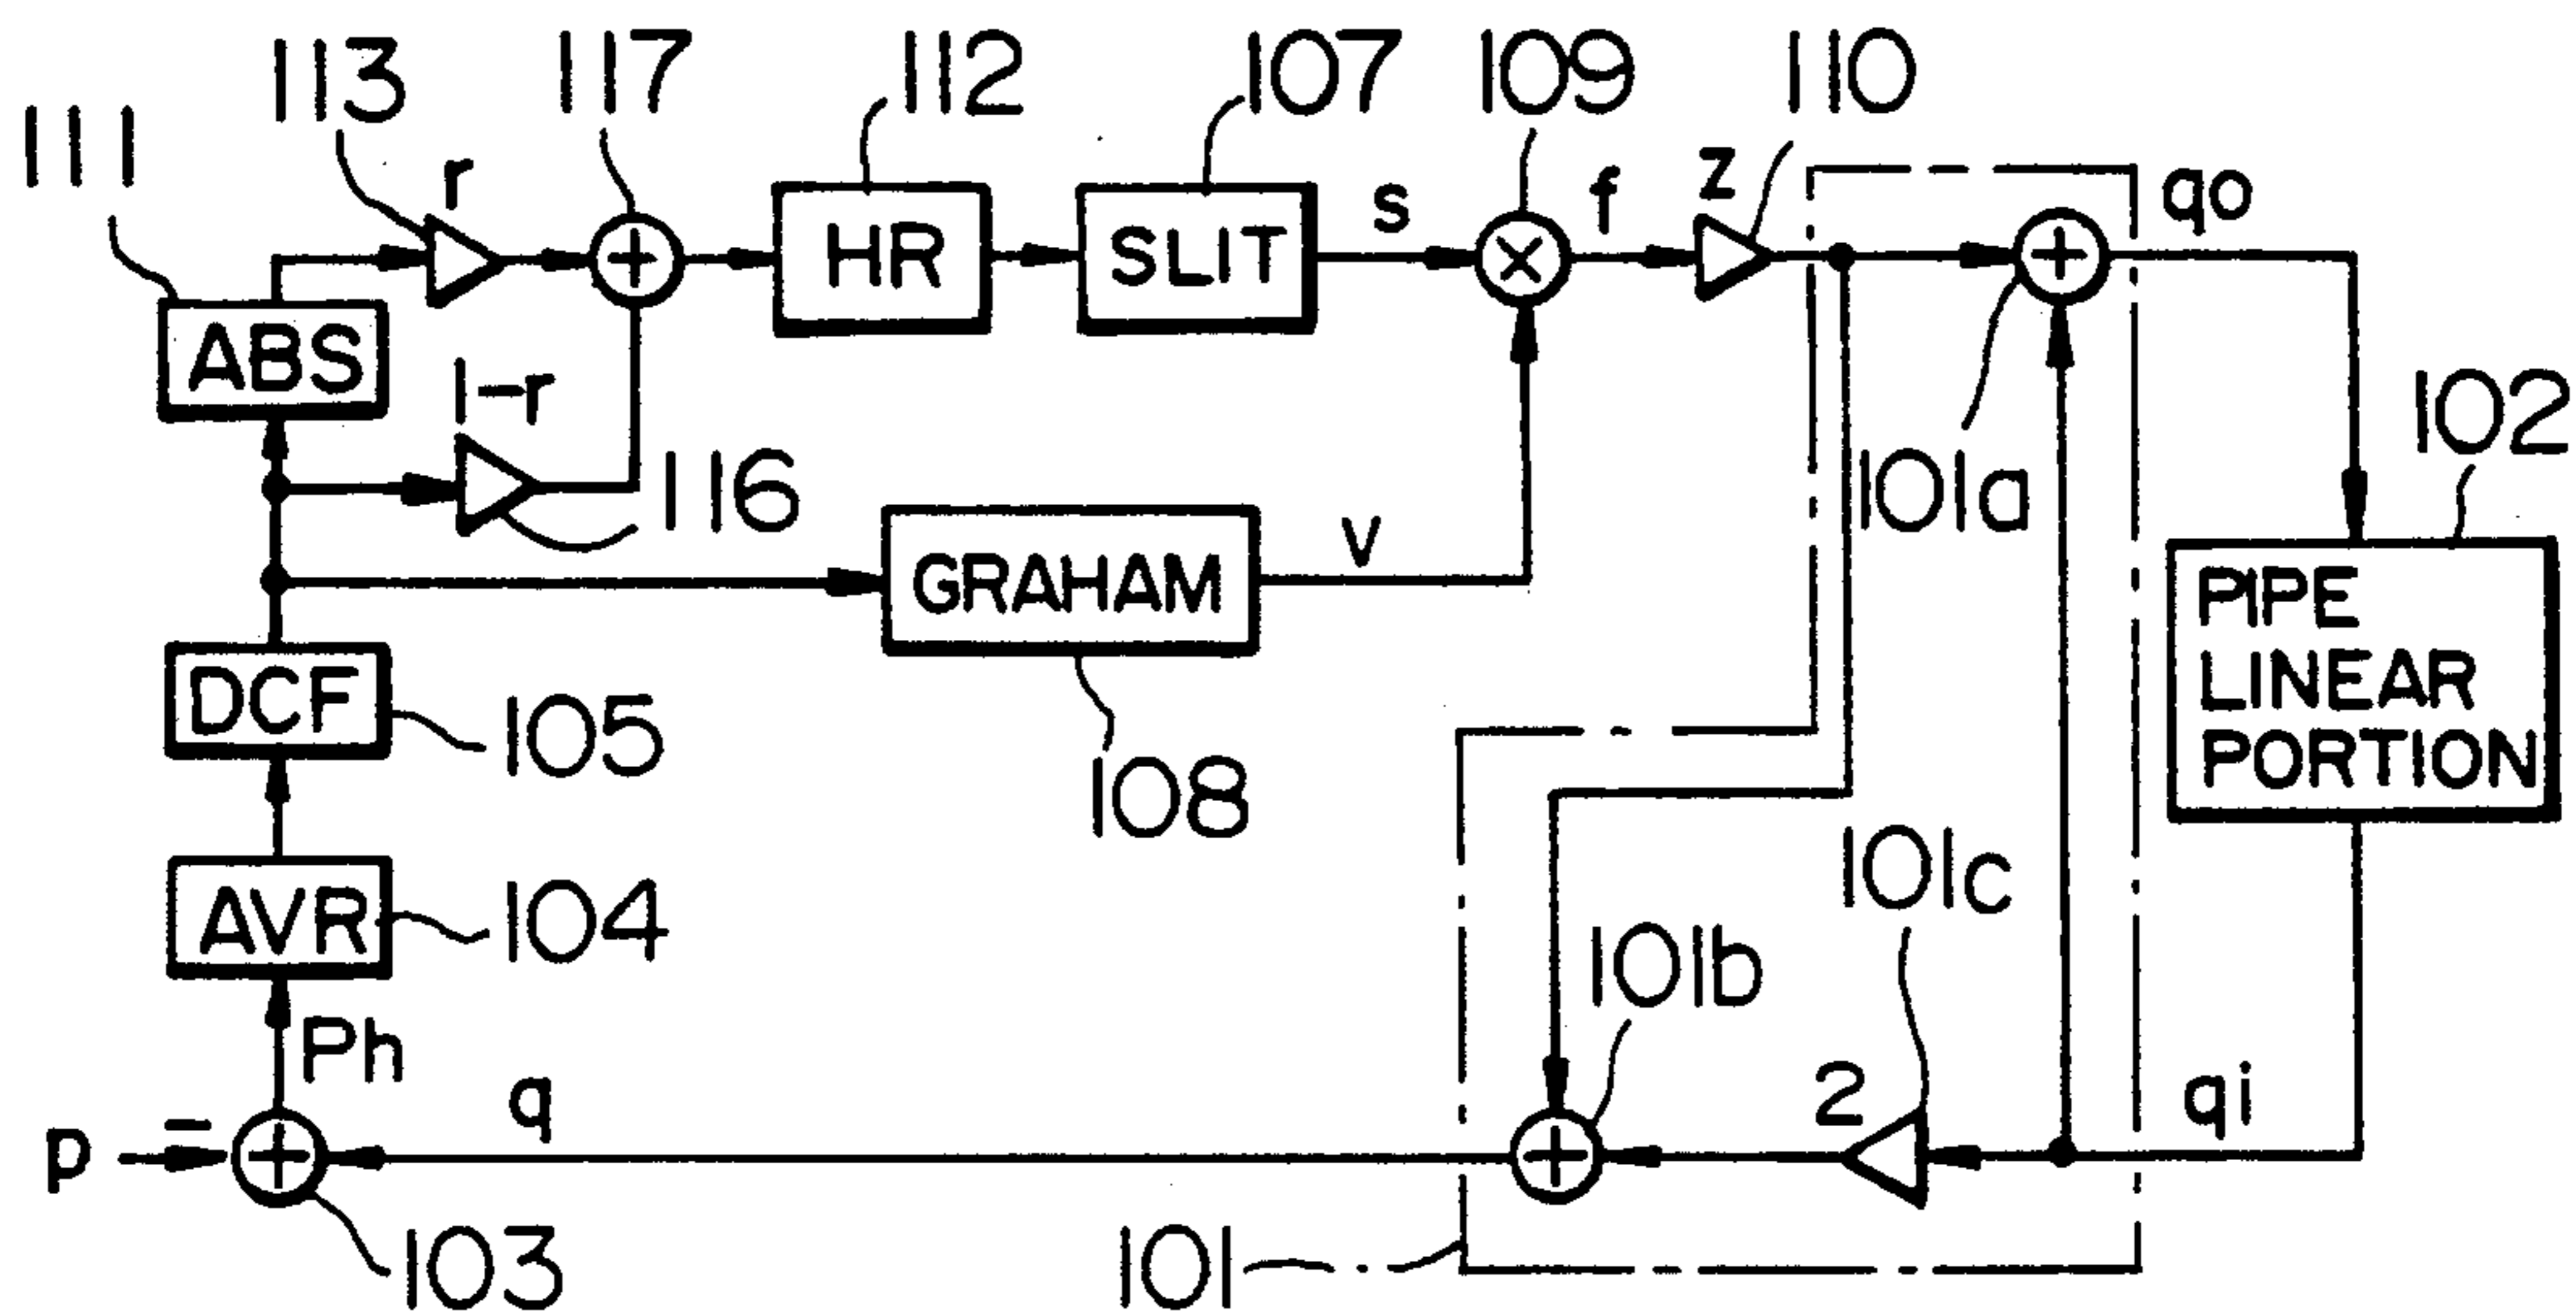 113 117 112 107 109 110
111 r Z
HR SLIT s f qo
ABS
1-r
116 102
101a
GRAHAM v
PIPE
LINEAR
PORTION
DCF 105
108
AVR 104
101c
101b
Ph
2 qi
p – q
103 101